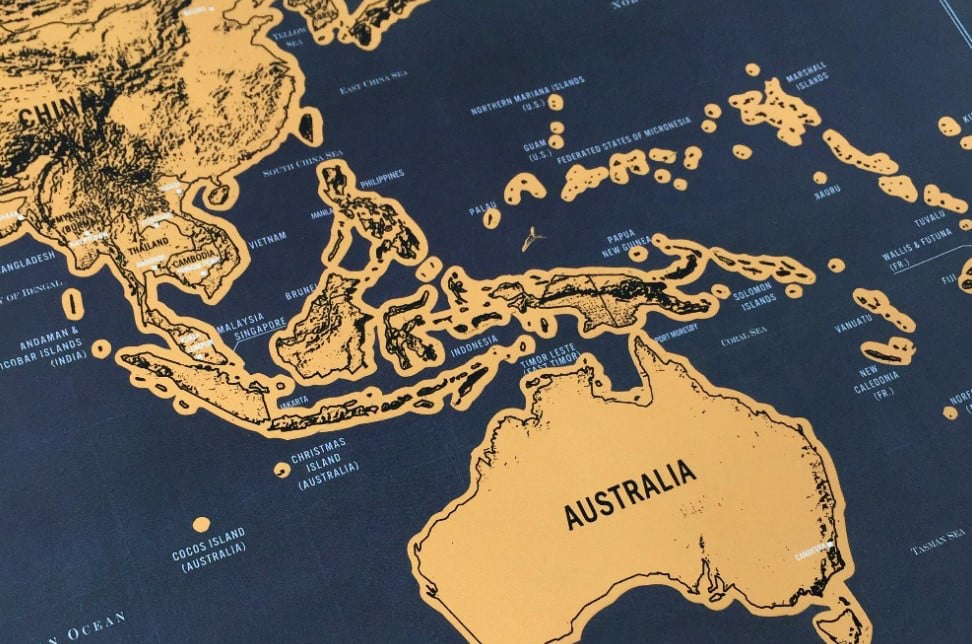 YELLOW
SEA
EAST CHINA SEA
CHINA
NORTHERN MARIANA ISLANDS
(U.S.)
MARSHALL
ISLANDS
GUAM
(U.S.)
FEDERATED STATES OF MICRONESIA
SOUTH CHINA SEA
PHILIPPINES
MANILA
PALAU
NAURU
TUVALU
WALLIS & FUTUNA
(FR.)
FIJI
MYANMAR
THAILAND
CAMBODIA
VIETNAM
ANGLADESH
Y OF BENGAL
ANDAMAN &
ICOBAR ISLANDS
(INDIA)
BRUNEI
MALAYSIA
SINGAPORE
PAPUA
NEW GUINEA
SOLOMON
ISLANDS
PORT MORESBY
CORAL SEA
VANUATU
NEW
CALEDONIA
(FR.)
INDONESIA
TIMOR LESTE
(EAST TIMOR)
JAKARTA
CHRISTMAS
ISLAND
(AUSTRALIA)
COCOS ISLAND
(AUSTRALIA)
AUSTRALIA
CANBERRA
TASMAN SEA
N OCEAN